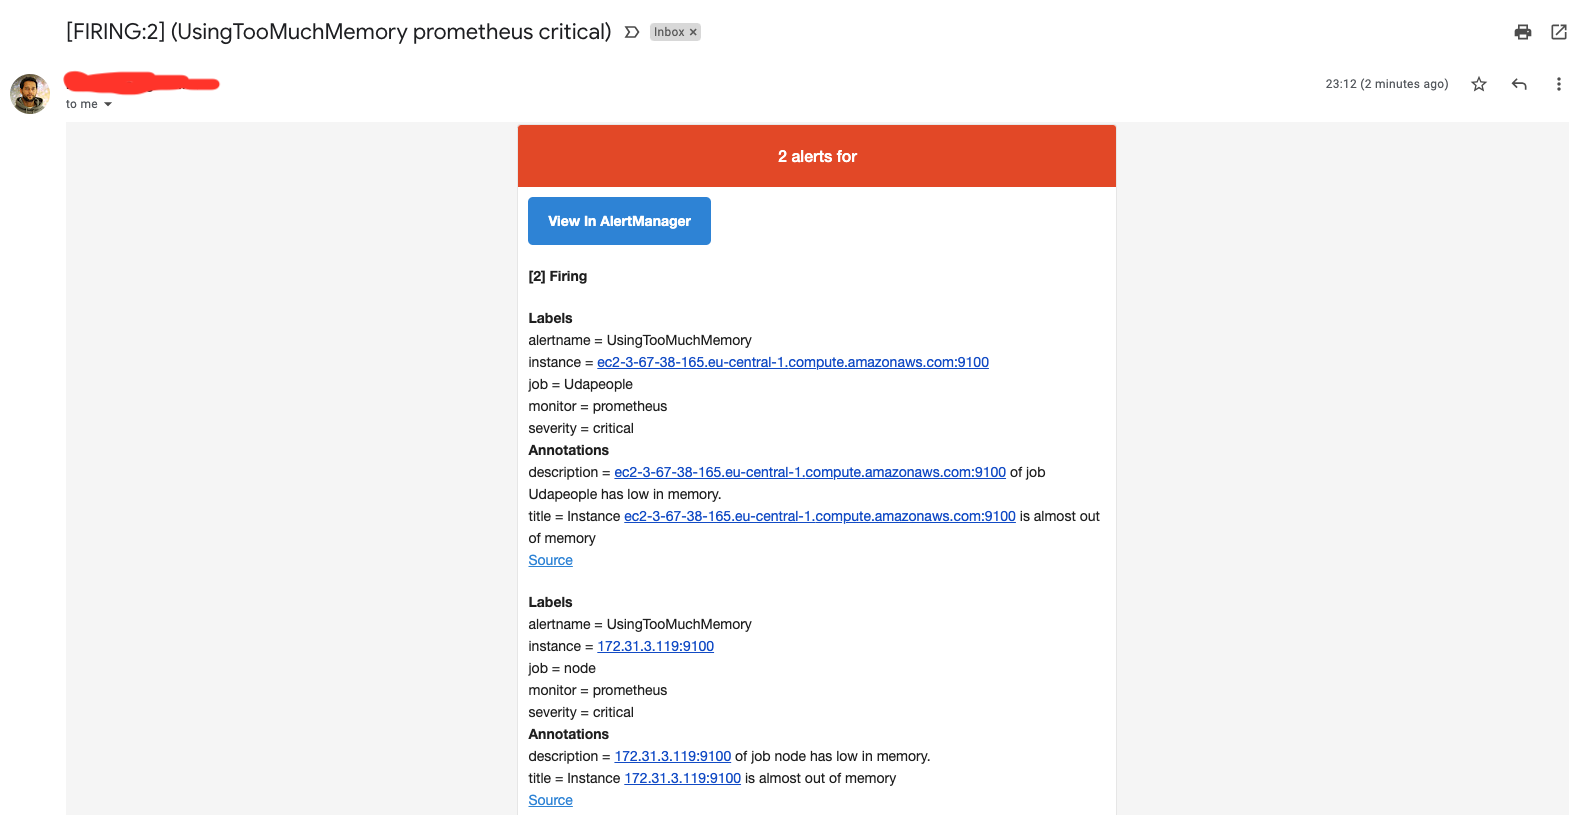 [FIRING:2] (UsingTooMuchMemory prometheus critical)
Inbox ×
23:12 (2 minutes ago)
to me
2 alerts for
View In AlertManager
[2] Firing
Labels
alertname = UsingTooMuchMemory
instance = ec2-3-67-38-165.eu-central-1.compute.amazonaws.com:9100
job = Udapeople
monitor = prometheus
severity = critical
Annotations
description = ec2-3-67-38-165.eu-central-1.compute.amazonaws.com:9100 of job
Udapeople has low in memory.
title = Instance ec2-3-67-38-165.eu-central-1.compute.amazonaws.com:9100 is almost out
of memory
Source
Labels
alertname = UsingTooMuchMemory
instance = 172.31.3.119:9100
job = node
monitor = prometheus
severity = critical
Annotations
description = 172.31.3.119:9100 of job node has low in memory.
title = Instance 172.31.3.119:9100 is almost out of memory
Source